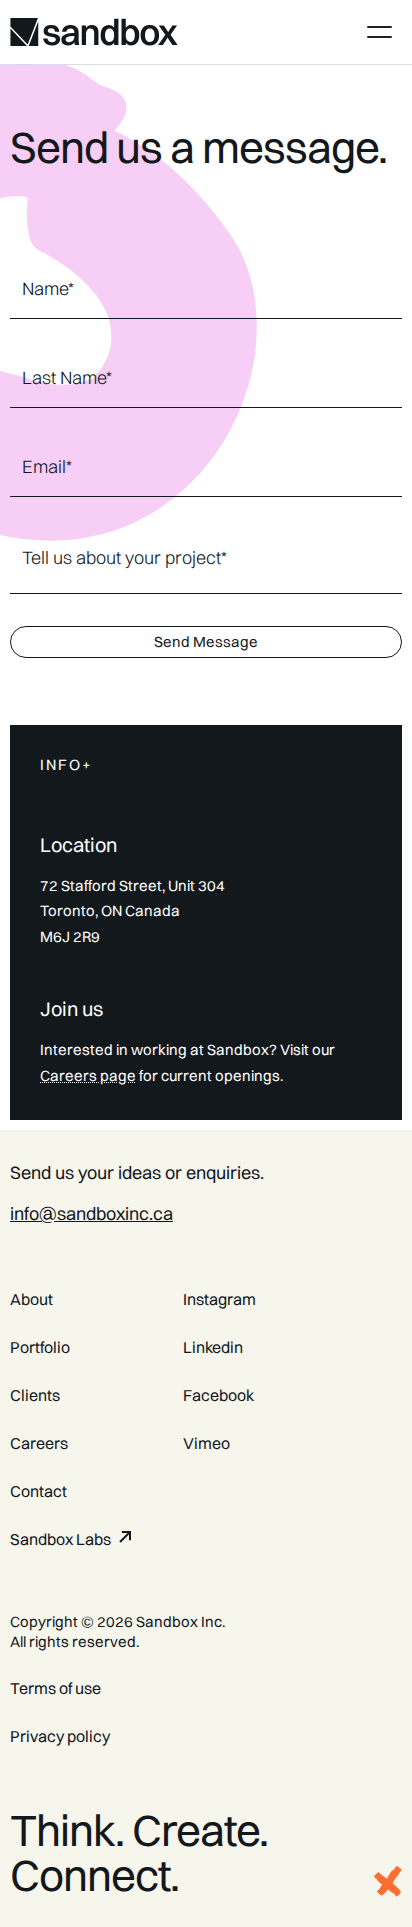 sandbox
Send us a message.
Name*
Last Name*
Email*
Tell us about your project*
Send Message
INFO+
Location
72 Stafford Street, Unit 304
Toronto, ON Canada
M6J 2R9
Join us
Interested in working at Sandbox? Visit our
Careers page for current openings.
Send us your ideas or enquiries.
info@sandboxinc.ca
About
Portfolio
Clients
Careers
Contact
Sandbox Labs
Instagram
Linkedin
Facebook
Vimeo
Copyright © 2026 Sandbox Inc.
All rights reserved.
Terms of use
Privacy policy
Think. Create.
Connect.